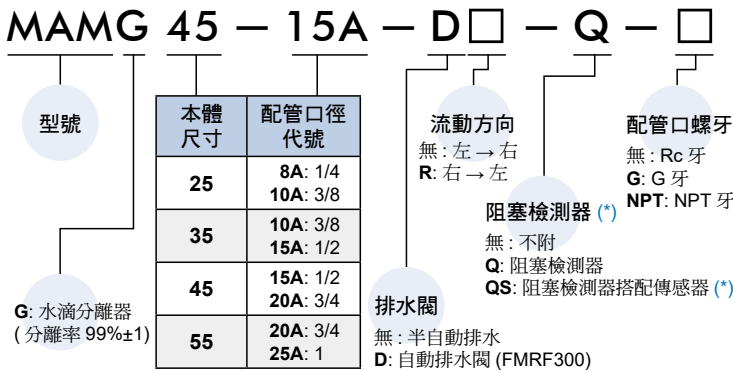 MAMG 45 – 15A – D□ – Q – □
型號
本體尺寸 配管口徑代號
25 8A: 1/4
10A: 3/8
35 10A: 3/8
15A: 1/2
45 15A: 1/2
20A: 3/4
55 20A: 3/4
25A: 1
G: 水滴分離器
( 分離率 99%±1)
排水閥
無 : 半自動排水
D: 自動排水閥 (FMRF300)
流動方向
無 : 左 → 右
R: 右 → 左
阻塞檢測器 (*)
無 : 不附
Q: 阻塞檢測器
QS: 阻塞檢測器搭配傳感器 (*)
配管口螺牙
無 : Rc 牙
G: G 牙
NPT: NPT 牙